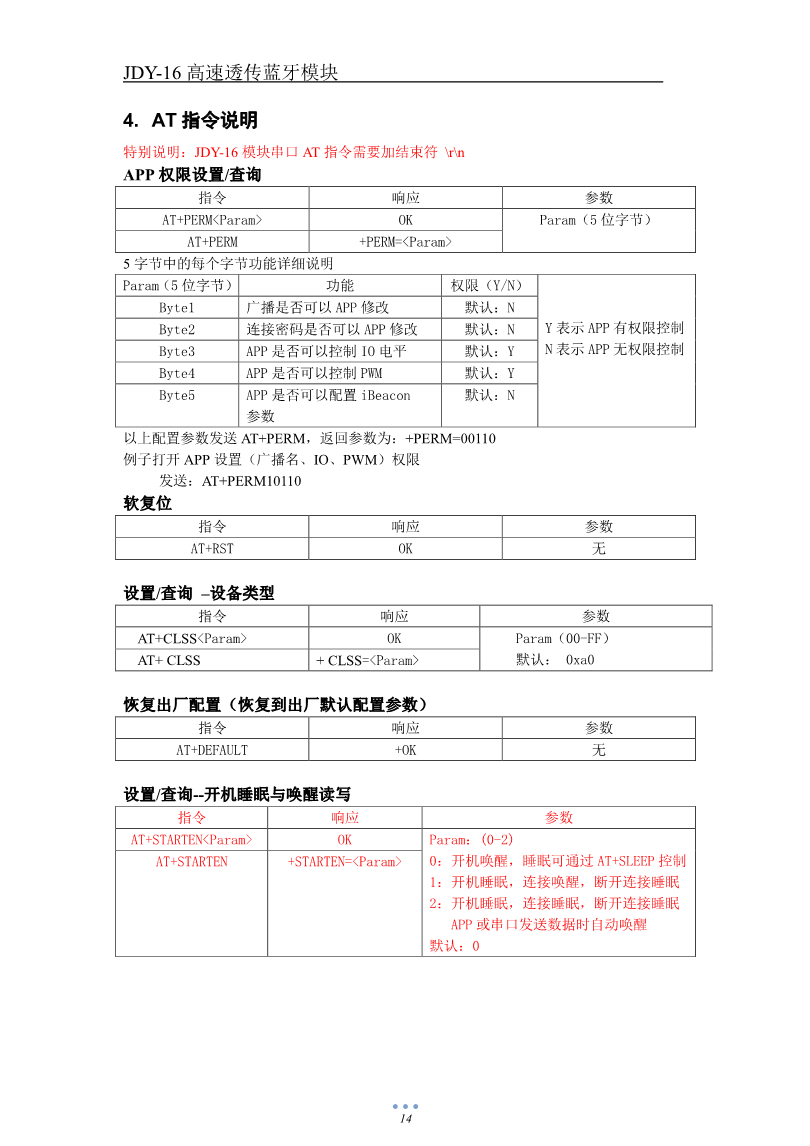 JDY-16 高速透传蓝牙模块
4. AT 指令说明
特别说明：JDY-16 模块串口 AT 指令需要加结束符 \r\n
APP 权限设置/查询
指令 响应 参数
AT+PERM<Param> OK Param（5 位字节）
AT+PERM +PERM=<Param>
5 字节中的每个字节功能详细说明
Param（5 位字节） 功能 权限（Y/N）
Byte1 广播是否可以 APP 修改 默认：N
Byte2 连接密码是否可以 APP 修改 默认：N Y 表示 APP 有权限控制
Byte3 APP 是否可以控制 IO 电平 默认：Y N 表示 APP 无权限控制
Byte4 APP 是否可以控制 PWM 默认：Y
Byte5 APP 是否可以配置 iBeacon 默认：N
参数
以上配置参数发送 AT+PERM，返回参数为：+PERM=00110
例子打开 APP 设置（广播名、IO、PWM）权限
发送：AT+PERM10110
软复位
指令 响应 参数
AT+RST OK 无
设置/查询 –设备类型
指令 响应 参数
AT+CLSS<Param> OK Param（00-FF）
AT+ CLSS + CLSS=<Param> 默认： 0xa0
恢复出厂配置（恢复到出厂默认配置参数）
指令 响应 参数
AT+DEFAULT +OK 无
设置/查询--开机睡眠与唤醒读写
指令 响应 参数
AT+STARTEN<Param> OK Param：(0-2)
AT+STARTEN +STARTEN=<Param> 0：开机唤醒，睡眠可通过 AT+SLEEP 控制
1：开机睡眠，连接唤醒，断开连接睡眠
2：开机睡眠，连接睡眠，断开连接睡眠
APP 或串口发送数据时自动唤醒
默认：0
14